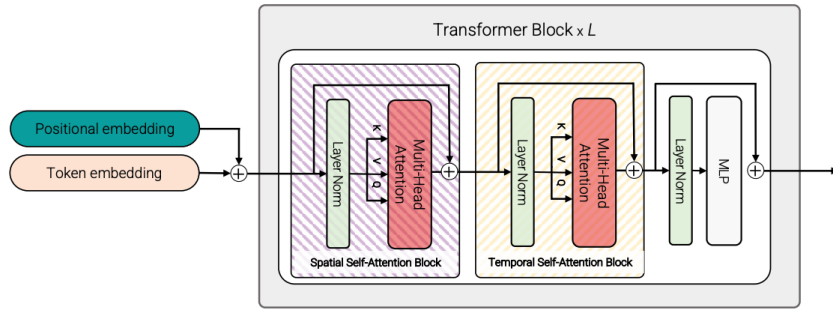 Transformer Block x L
Positional embedding
Token embedding
Layer Norm
K
V
Q
Multi-Head
Attention
Spatial Self-Attention Block
Layer Norm
K
V
Q
Multi-Head
Attention
Temporal Self-Attention Block
Layer Norm
MLP